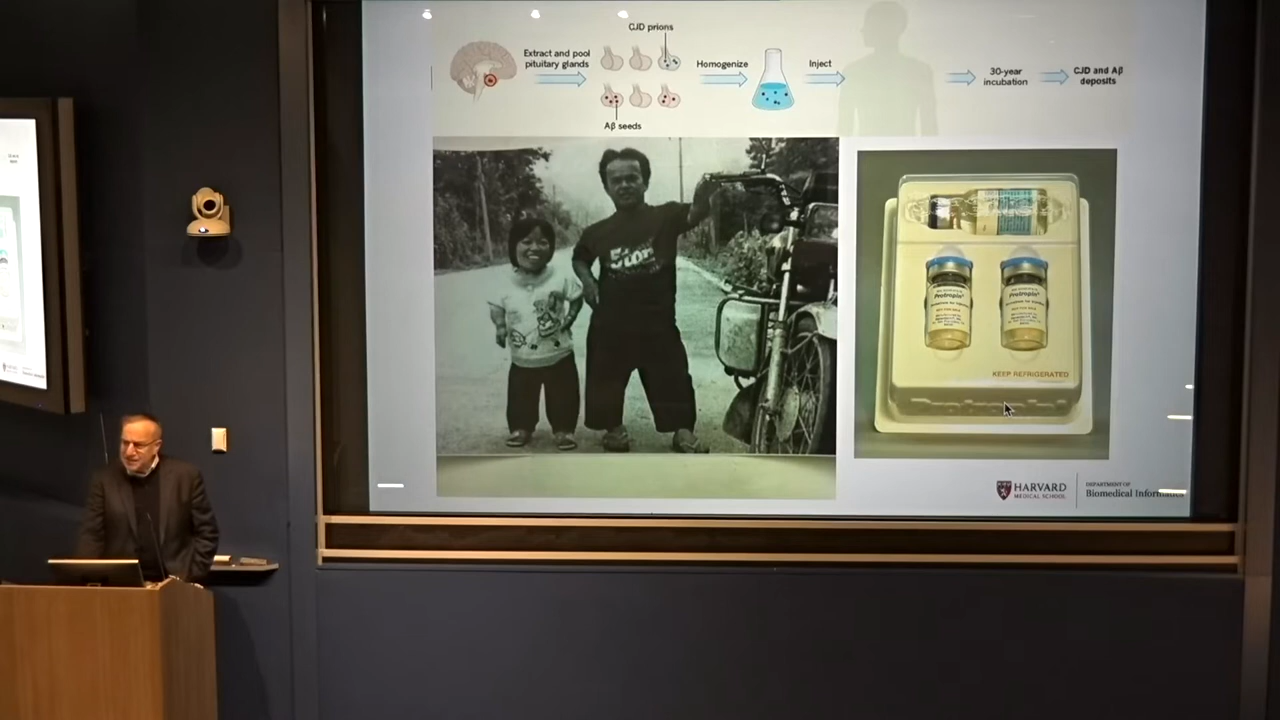 CJD prions
Extract and pool
pituitary glands
Homogenize
Inject
30-year
incubation
CJD and Aβ
deposits
Aβ seeds
Protropin
Protropin
KEEP REFRIGERATED
HARVARD
MEDICAL SCHOOL
DEPARTMENT OF
Biomedical Informatics